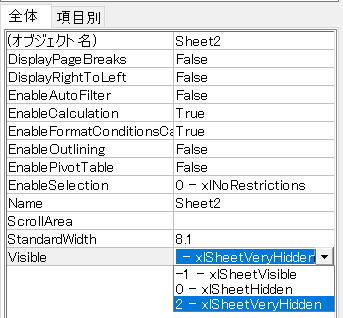 全体 項目別
(オブジェクト名) Sheet2
DisplayPageBreaks False
DisplayRightToLeft False
EnableAutoFilter False
EnableCalculation True
EnableFormatConditionsCa True
EnableOutlining False
EnablePivotTable False
EnableSelection 0 - xlNoRestrictions
Name Sheet2
ScrollArea
StandardWidth 8.1
Visible - xlSheetVeryHidden
-1 - xlSheetVisible
0 - xlSheetHidden
2 - xlSheetVeryHidden